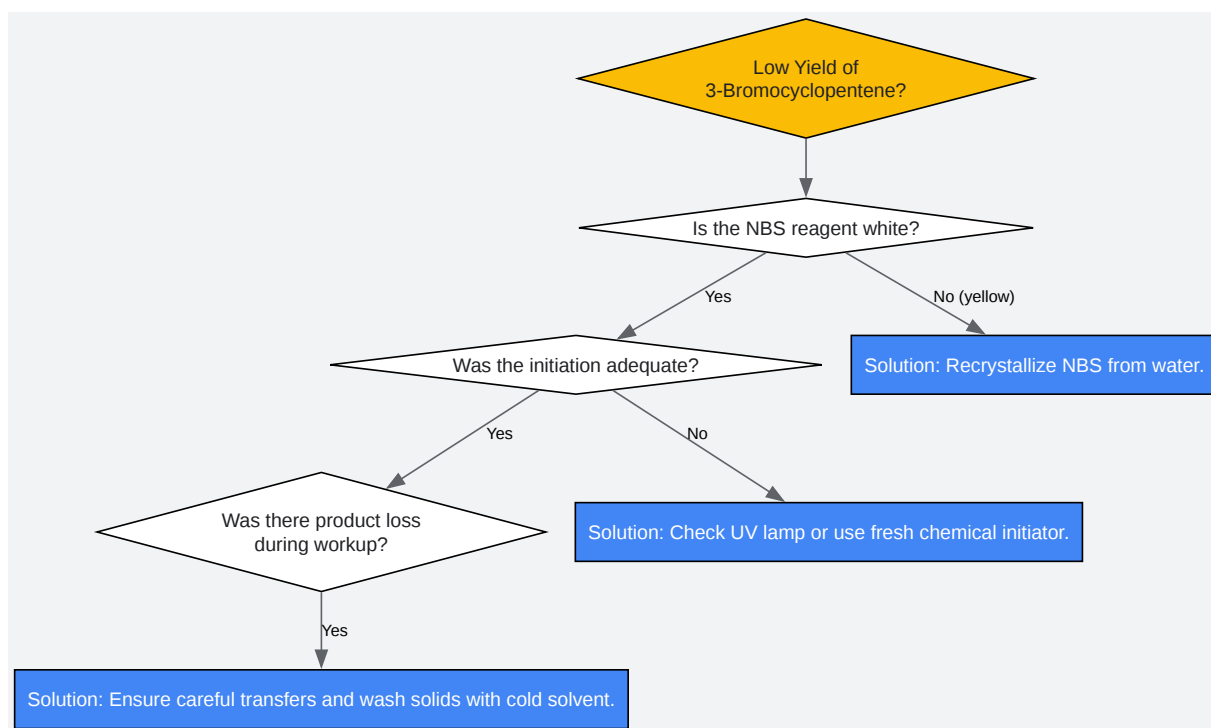 Low Yield of
3-Bromocyclopentene?
Is the NBS reagent white?
Yes
No (yellow)
Was the initiation adequate?
Solution: Recrystallize NBS from water.
Yes
No
Was there product loss
during workup?
Solution: Check UV lamp or use fresh chemical initiator.
Yes
Solution: Ensure careful transfers and wash solids with cold solvent.